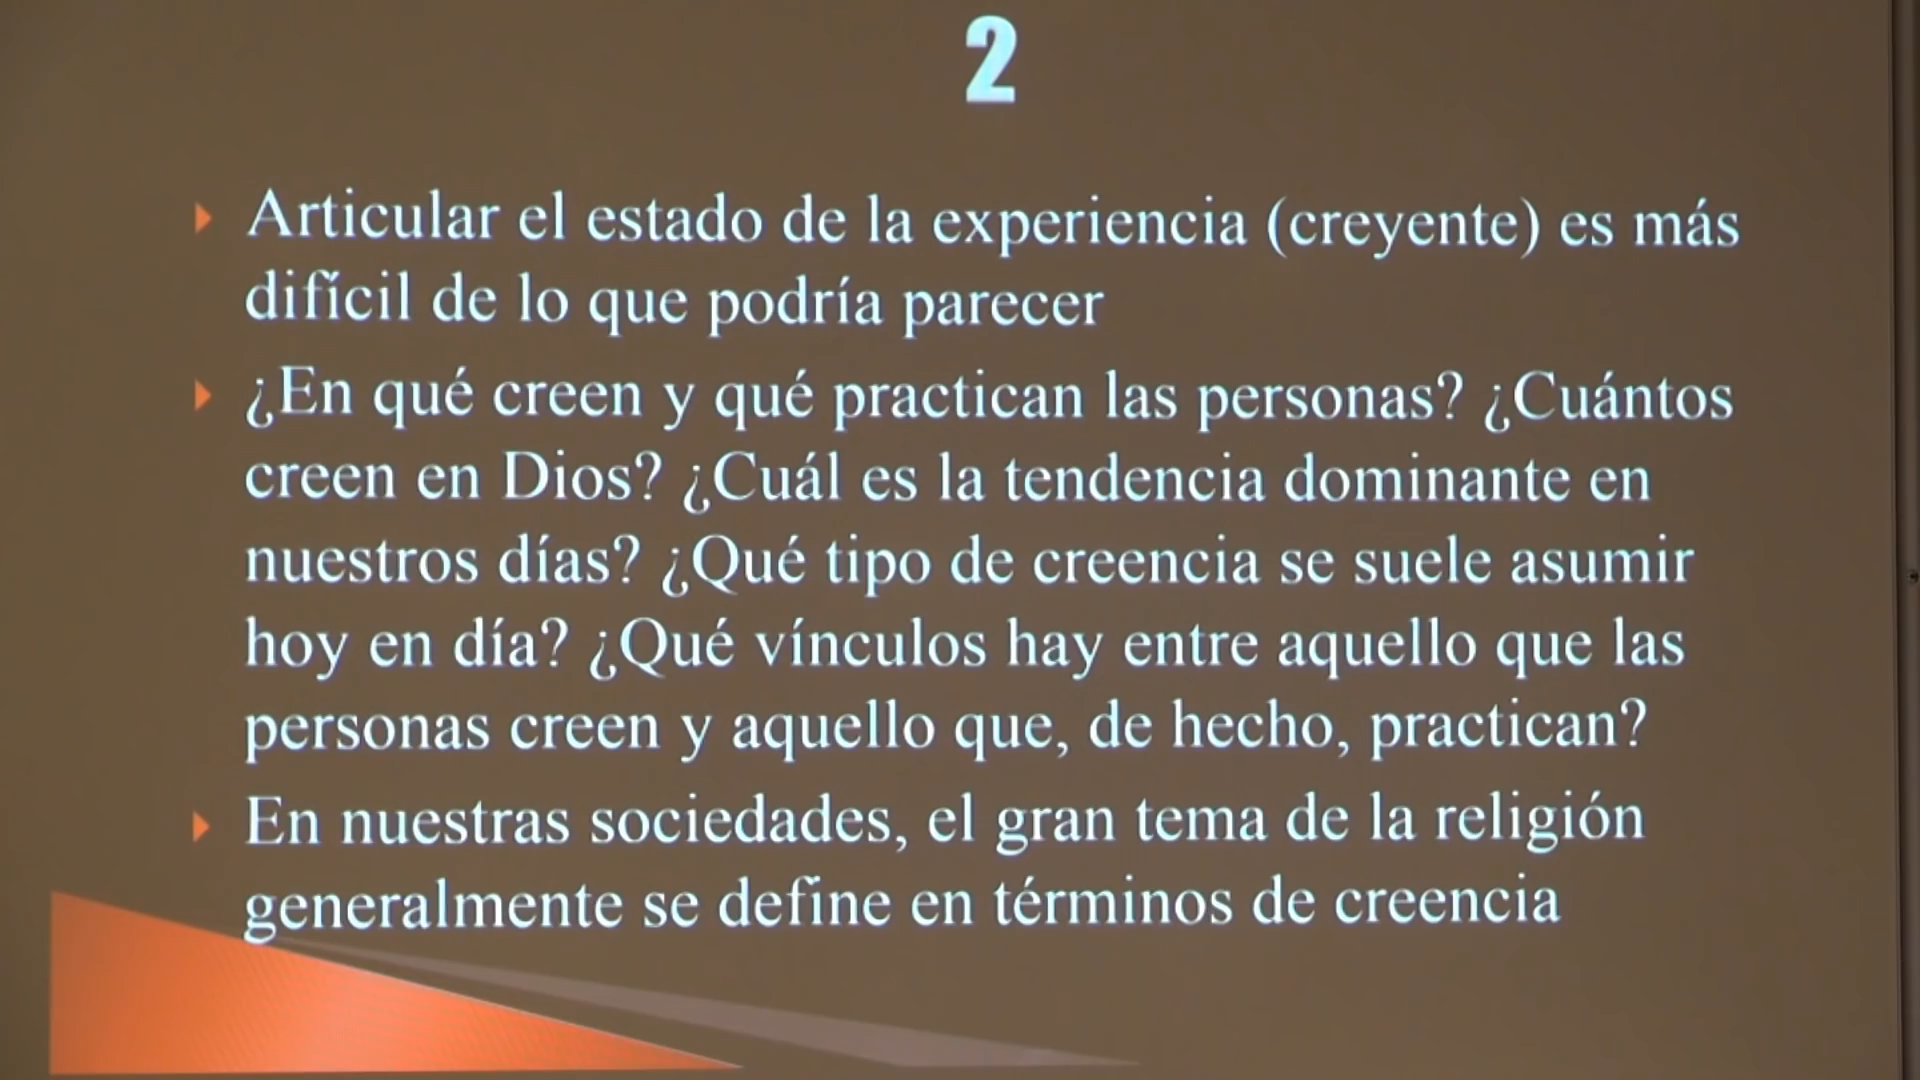 2
Articular el estado de la experiencia (creyente) es más
difícil de lo que podría parecer
¿En qué creen y qué practican las personas? ¿Cuántos
creen en Dios? ¿Cuál es la tendencia dominante en
nuestros días? ¿Qué tipo de creencia se suele asumir
hoy en día? ¿Qué vínculos hay entre aquello que las
personas creen y aquello que, de hecho, practican?
En nuestras sociedades, el gran tema de la religión
generalmente se define en términos de creencia